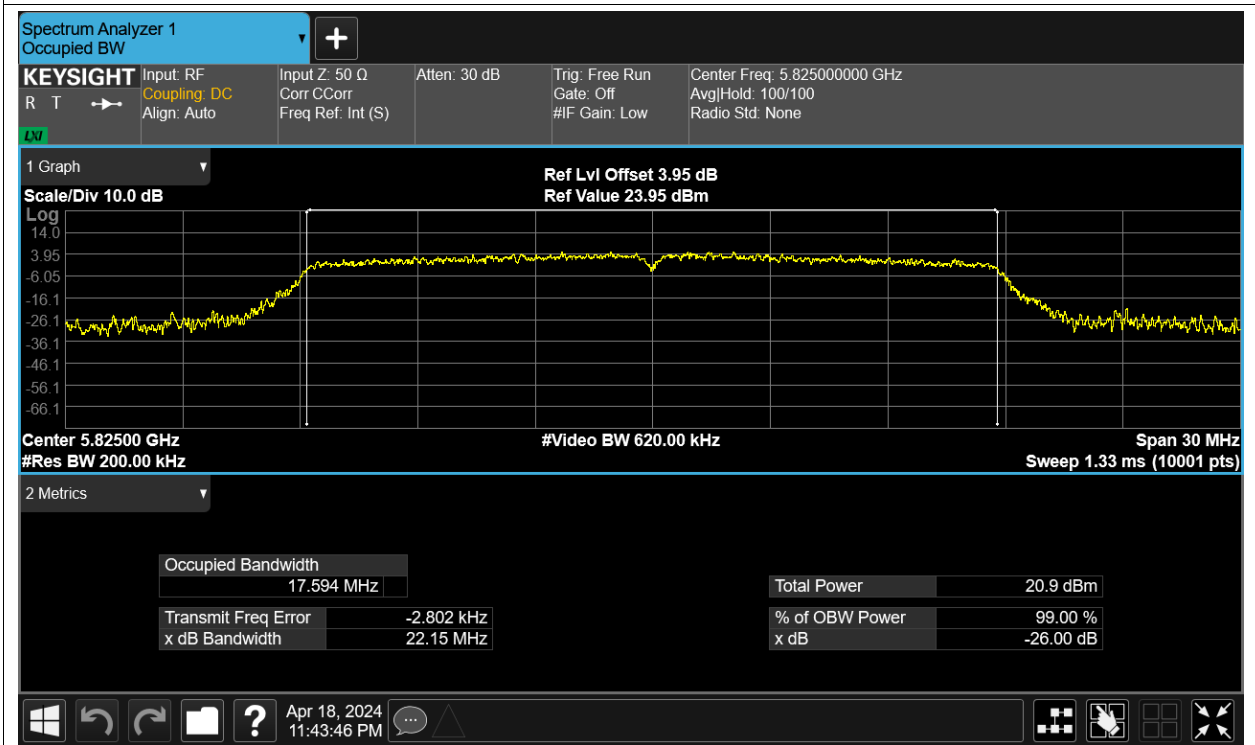 Spectrum Analyzer 1
Occupied BW
KEYSIGHT
R T
LXI
Input: RF
Coupling: DC
Align: Auto
Input Z: 50 Ω
Corr CCorr
Freq Ref: Int (S)
Atten: 30 dB
Trig: Free Run
Gate: Off
#IF Gain: Low
Center Freq: 5.825000000 GHz
Avg|Hold: 100/100
Radio Std: None
1 Graph
Scale/Div 10.0 dB
Ref Lvl Offset 3.95 dB
Ref Value 23.95 dBm
Log
14.0
3.95
-6.05
-16.1
-26.1
-36.1
-46.1
-56.1
-66.1
Center 5.82500 GHz
#Video BW 620.00 kHz
Span 30 MHz
#Res BW 200.00 kHz
Sweep 1.33 ms (10001 pts)
2 Metrics
Occupied Bandwidth
17.594 MHz
Transmit Freq Error -2.802 kHz
x dB Bandwidth 22.15 MHz
Total Power 20.9 dBm
% of OBW Power 99.00 %
x dB -26.00 dB
?
Apr 18, 2024
11:43:46 PM